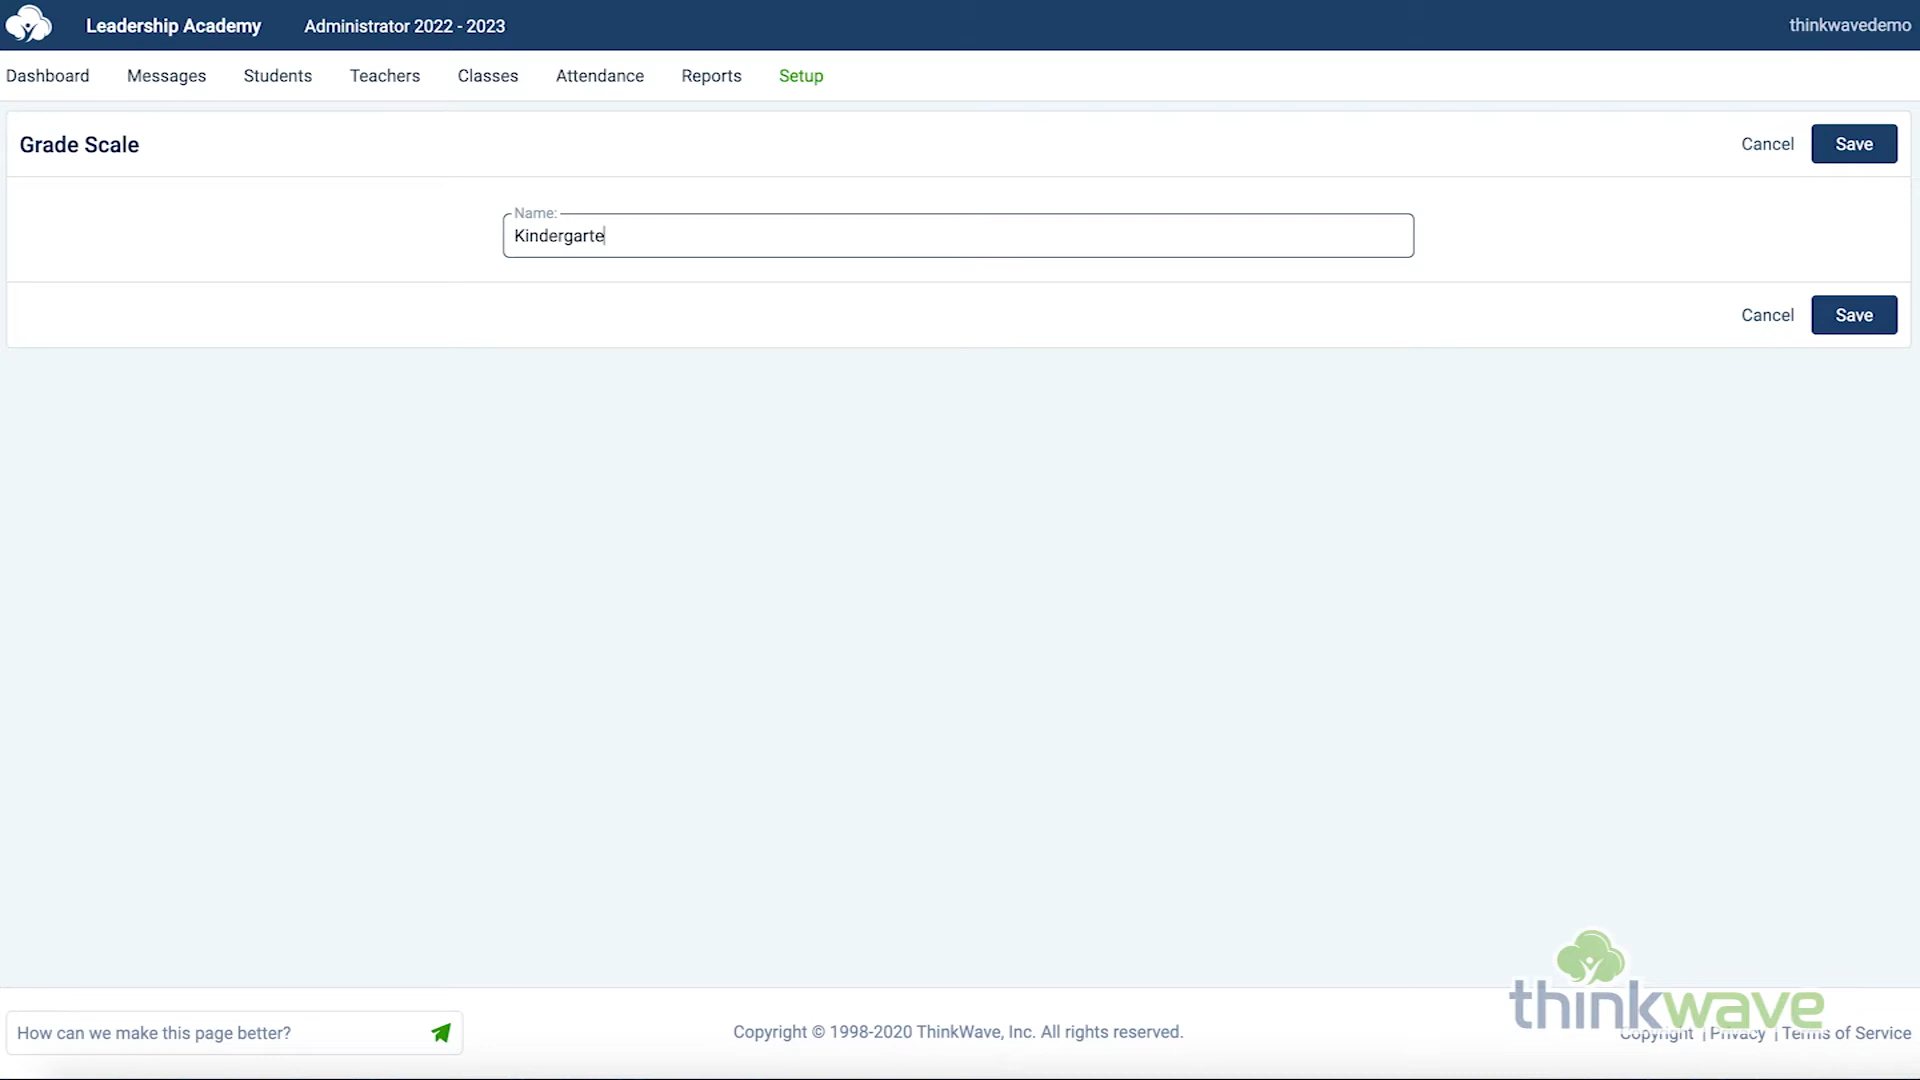 Leadership Academy Administrator 2022 - 2023 thinkwavedemo
Dashboard Messages Students Teachers Classes Attendance Reports Setup
Grade Scale Cancel Save
Name:
Kindergarte
Cancel Save
thinkwave
How can we make this page better? Copyright © 1998-2020 ThinkWave, Inc. All rights reserved. Copyright | Privacy | Terms of Service